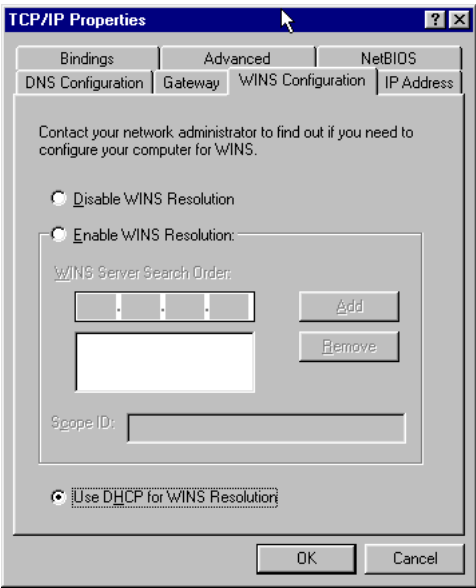 TCP/IP Properties
Bindings Advanced NetBIOS
DNS Configuration Gateway WINS Configuration IP Address
Contact your network administrator to find out if you need to
configure your computer for WINS.
Disable WINS Resolution
Enable WINS Resolution:
WINS Server Search Order:
Add
Remove
Scope ID:
Use DHCP for WINS Resolution
OK Cancel